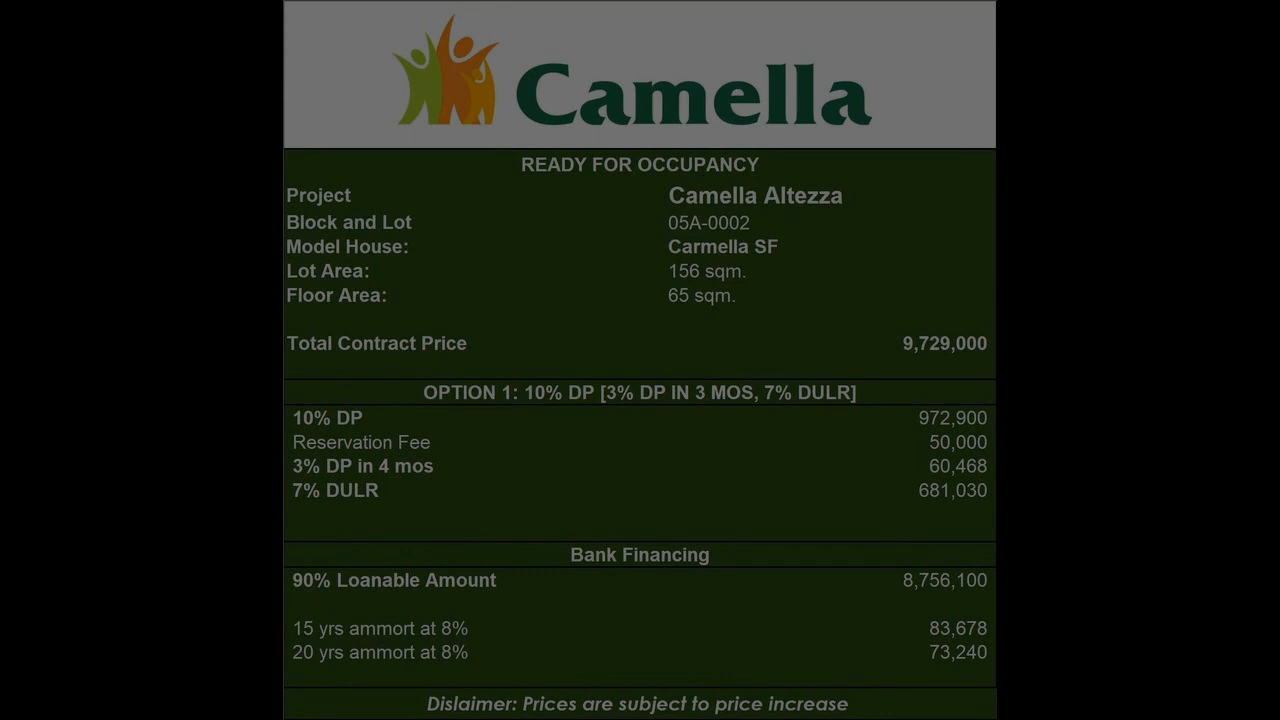 Camella
READY FOR OCCUPANCY
Project Camella Altezza
Block and Lot 05A-0002
Model House: Carmella SF
Lot Area: 156 sqm.
Floor Area: 65 sqm.
Total Contract Price 9,729,000
OPTION 1: 10% DP [3% DP IN 3 MOS, 7% DULR]
10% DP 972,900
Reservation Fee 50,000
3% DP in 4 mos 60,468
7% DULR 681,030
Bank Financing
90% Loanable Amount 8,756,100
15 yrs ammort at 8% 83,678
20 yrs ammort at 8% 73,240
Dislaimer: Prices are subject to price increase